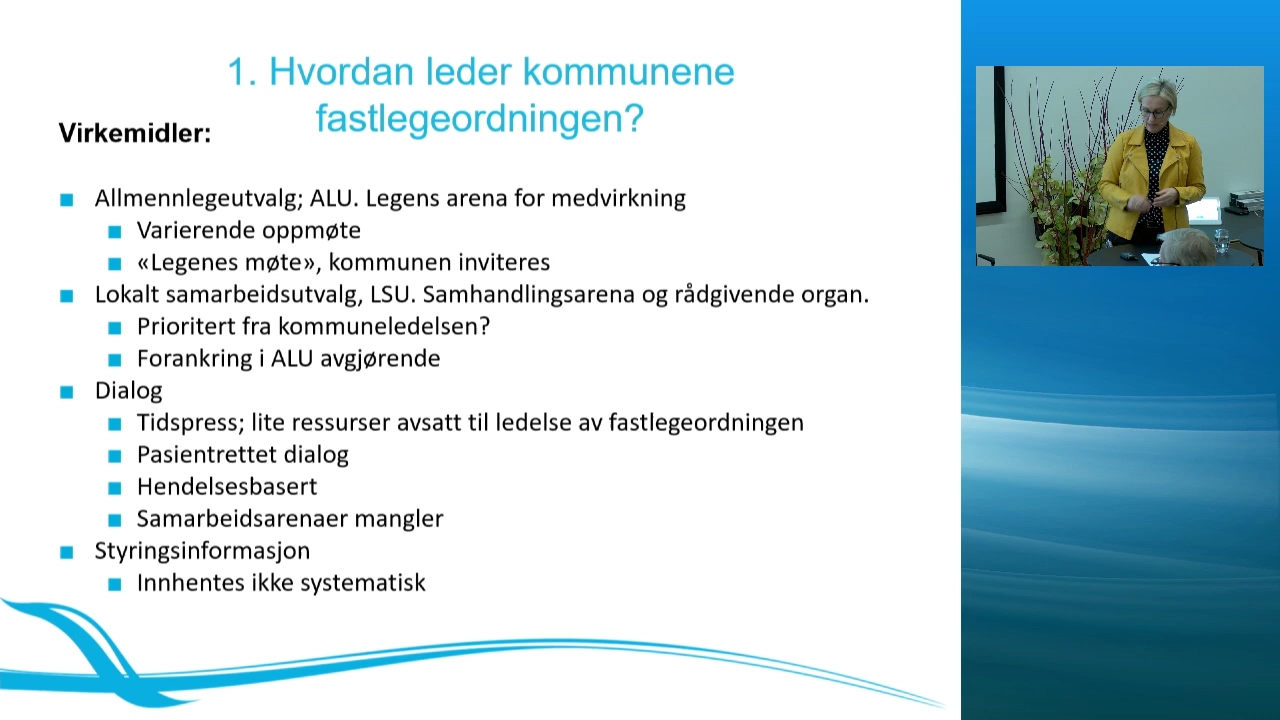 1. Hvordan leder kommunene
fastlegeordningen?
Virkemidler:
Allmennlegeutvalg; ALU. Legens arena for medvirkning
Varierende oppmøte
«Legenes møte», kommunen inviteres
Lokalt samarbeidsutvalg, LSU. Samhandlingsarena og rådgivende organ.
Prioritert fra kommuneledelsen?
Forankring i ALU avgjørende
Dialog
Tidspress; lite ressurser avsatt til ledelse av fastlegeordningen
Pasientrettet dialog
Hendelsesbasert
Samarbeidsarenaer mangler
Styringsinformasjon
Innhentes ikke systematisk